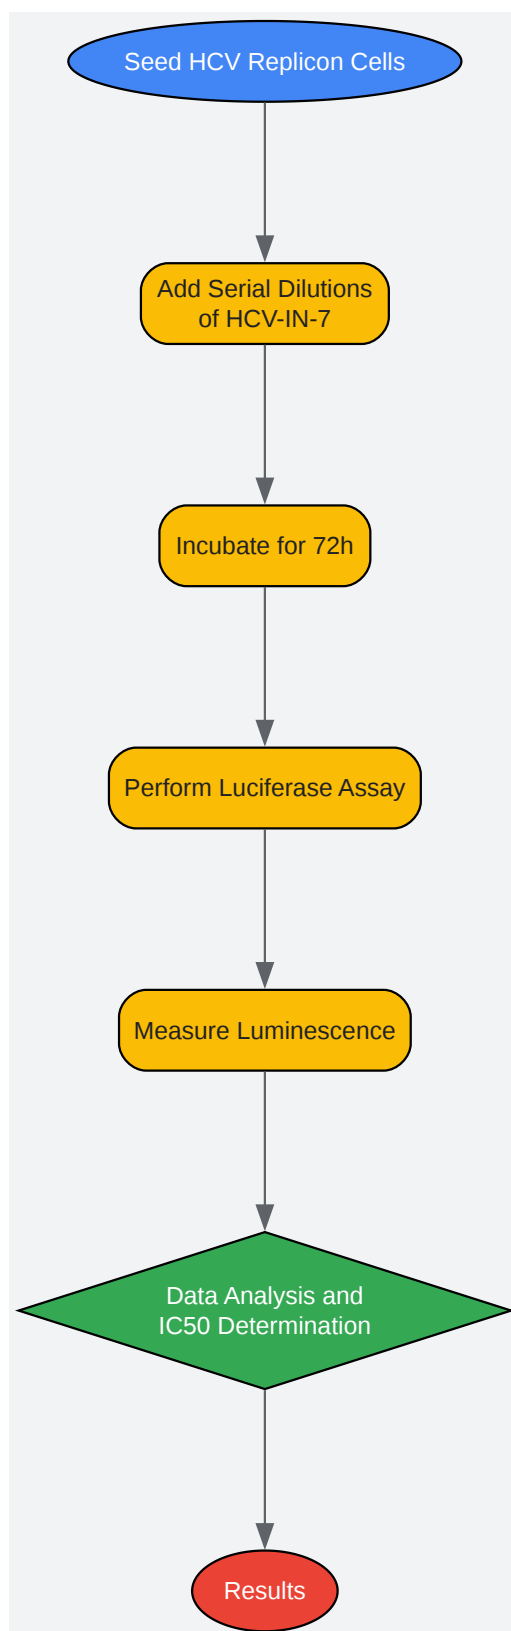 Seed HCV Replicon Cells
Add Serial Dilutions
of HCV-IN-7
Incubate for 72h
Perform Luciferase Assay
Measure Luminescence
Data Analysis and
IC50 Determination
Results